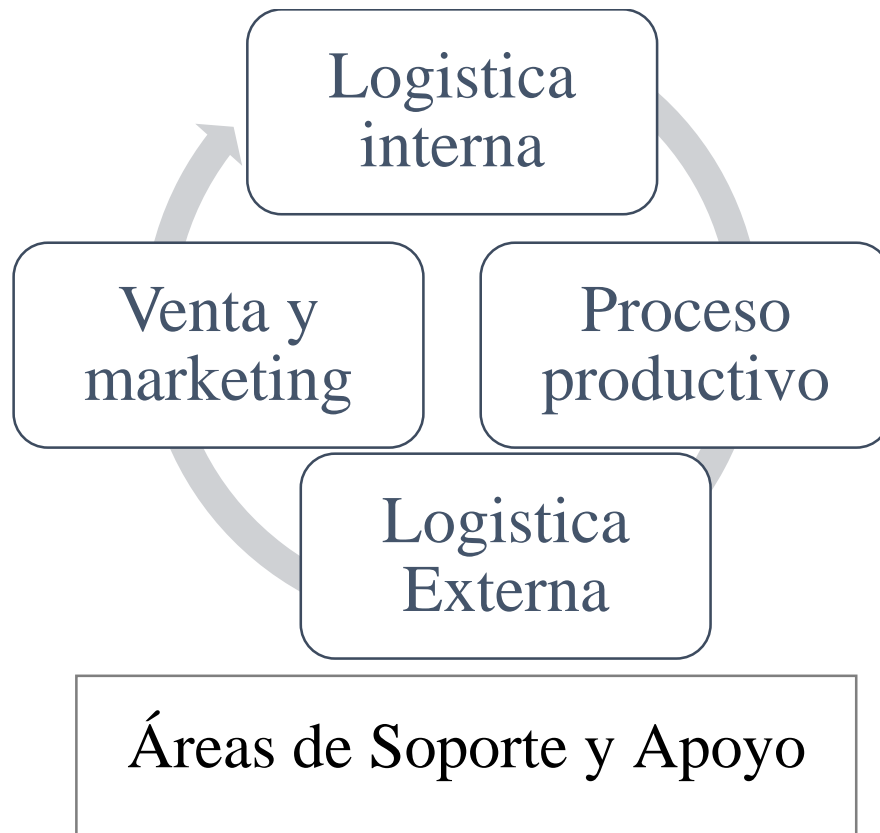 Logistica
interna
Venta y
marketing
Proceso
productivo
Logistica
Externa
Áreas de Soporte y Apoyo